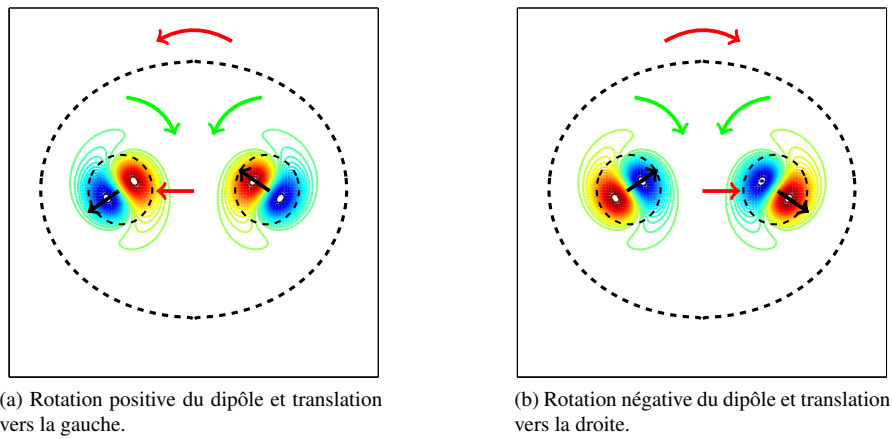 (a) Rotation positive du dipôle et translation
vers la gauche.
(b) Rotation négative du dipôle et translation
vers la droite.